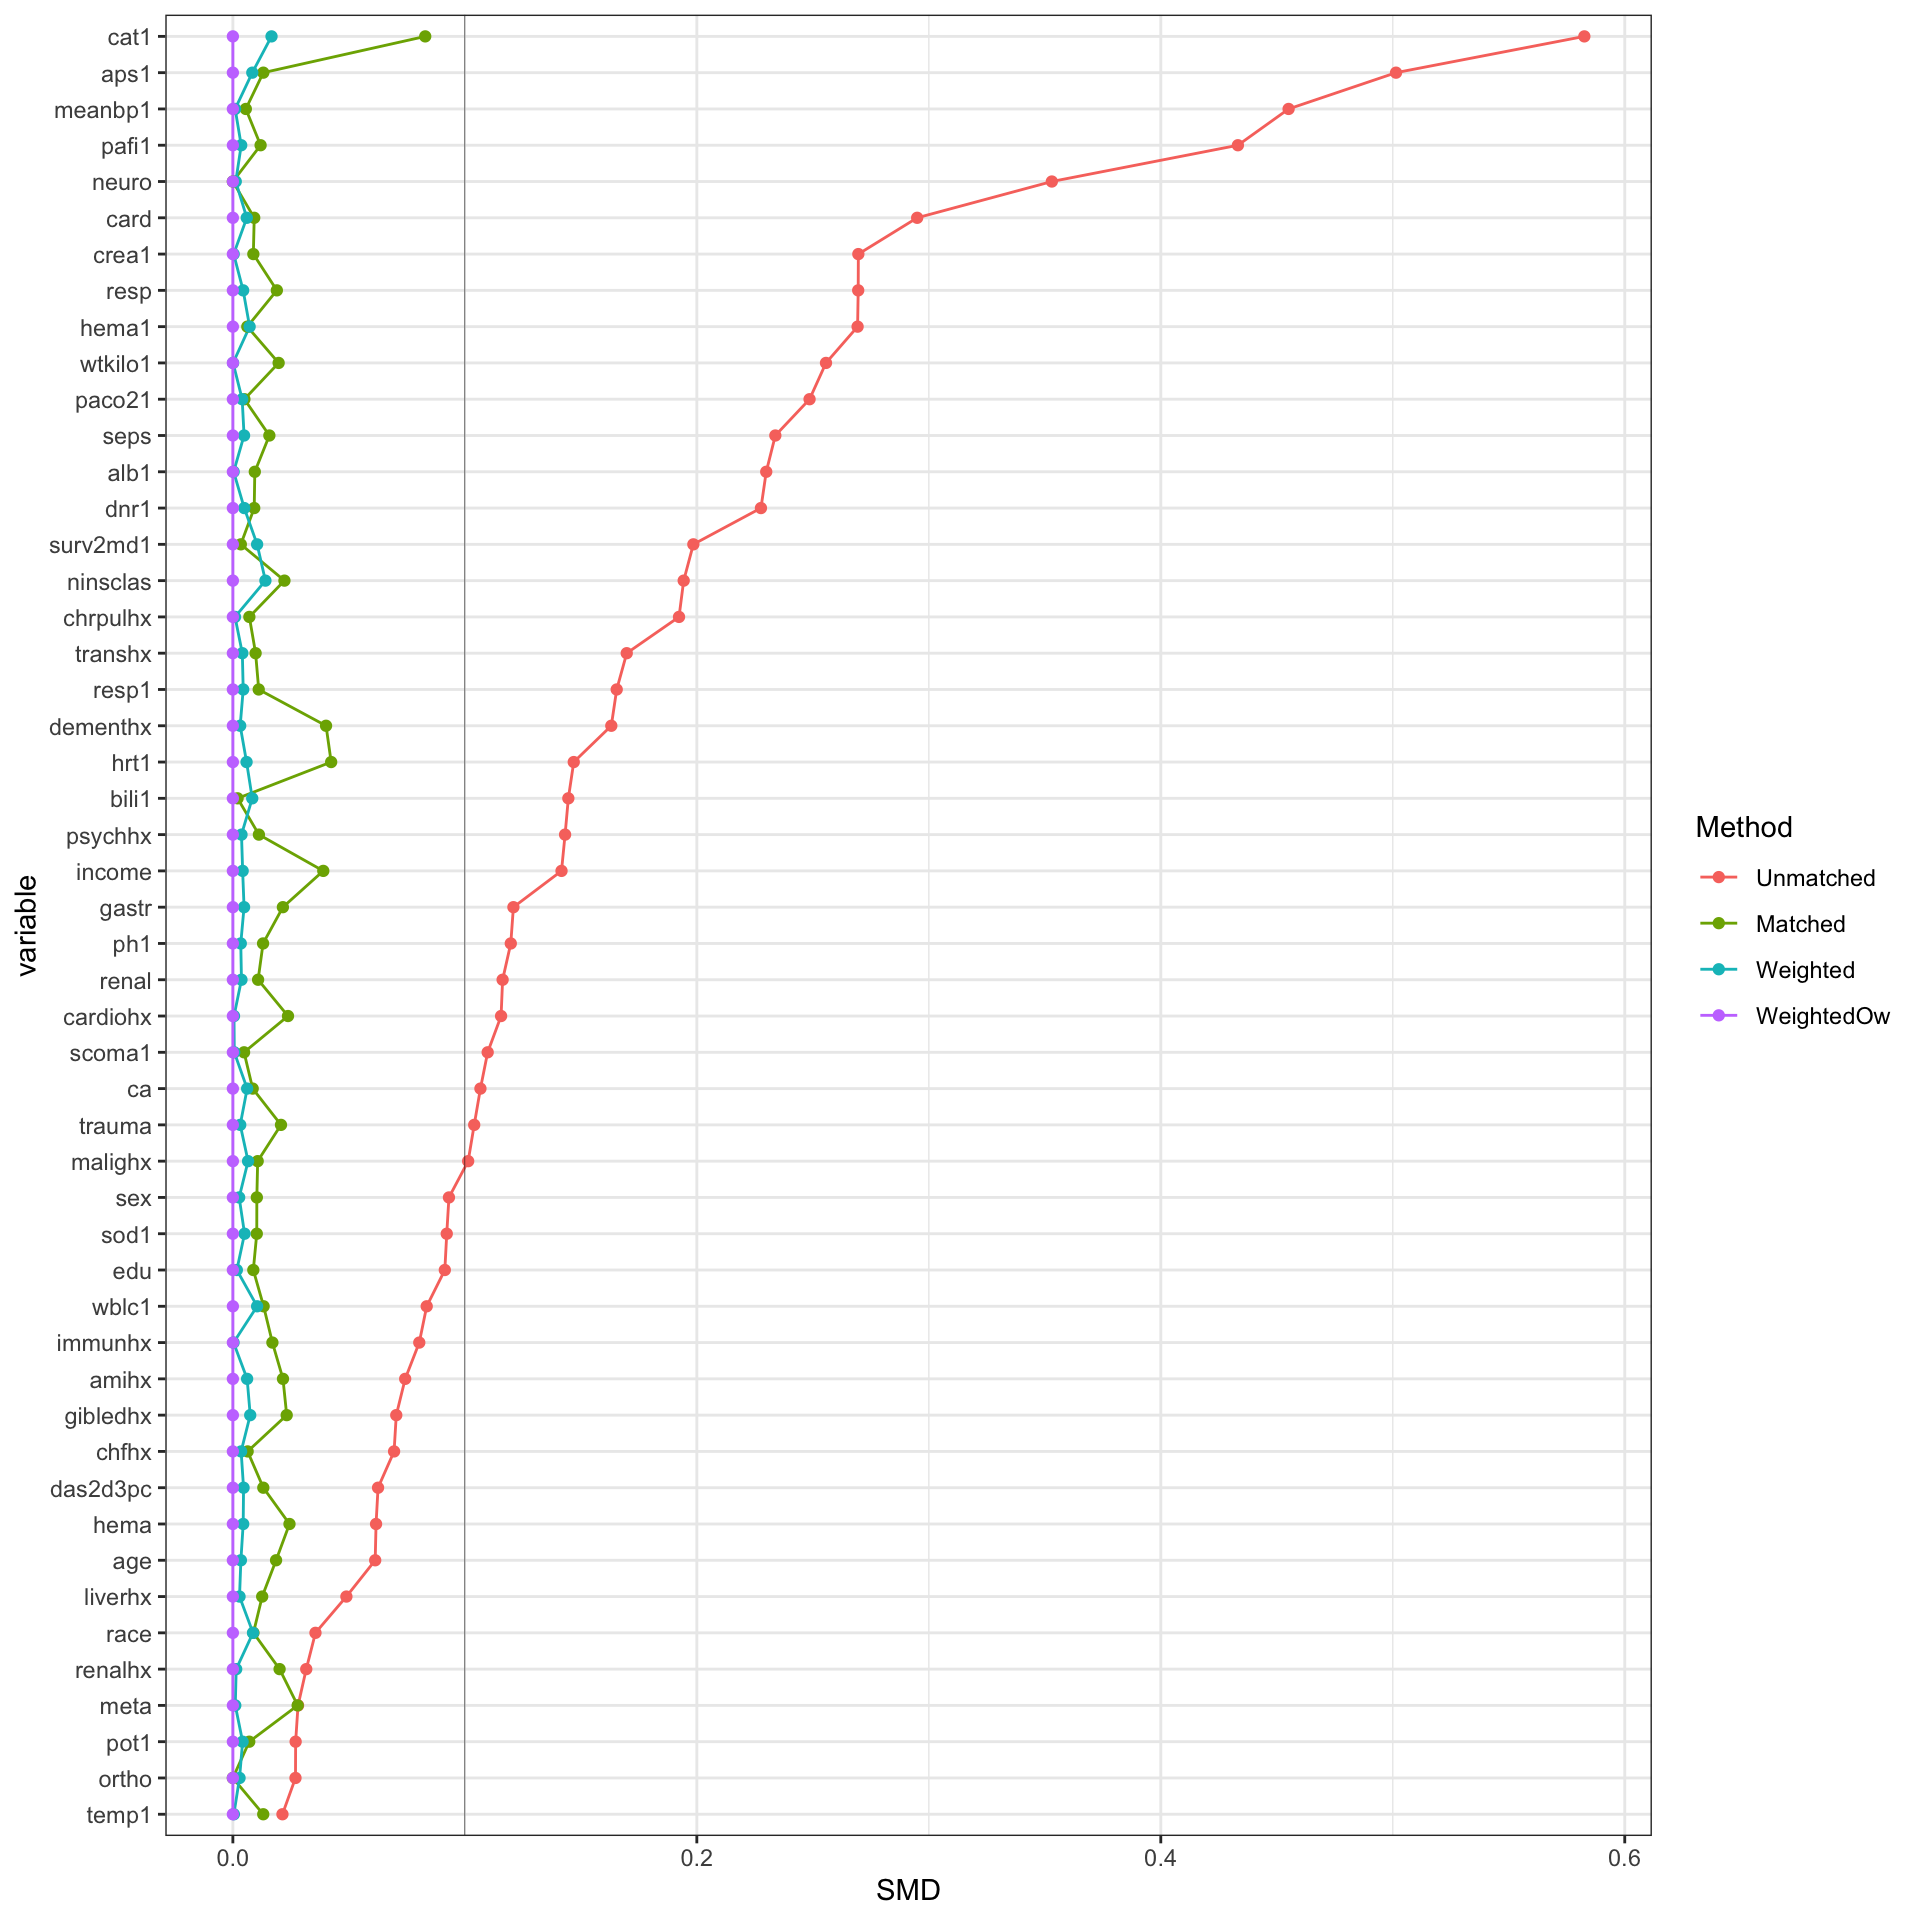 cat1
aps1
meanbp1
pafi1
neuro
card
crea1
resp
hema1
wtkilo1
paco21
seps
alb1
dnr1
surv2md1
ninsclas
chrpulhx
transhx
resp1
dementhx
hrt1
bili1
psychhx
income
gastr
ph1
renal
cardiohx
scoma1
ca
trauma
malighx
sex
sod1
edu
wblc1
immunhx
amihx
gibledhx
chfhx
das2d3pc
hema
age
liverhx
race
renalhx
meta
pot1
ortho
temp1
variable
0.0 0.2 0.4 0.6
SMD
Method
Unmatched
Matched
Weighted
WeightedOw